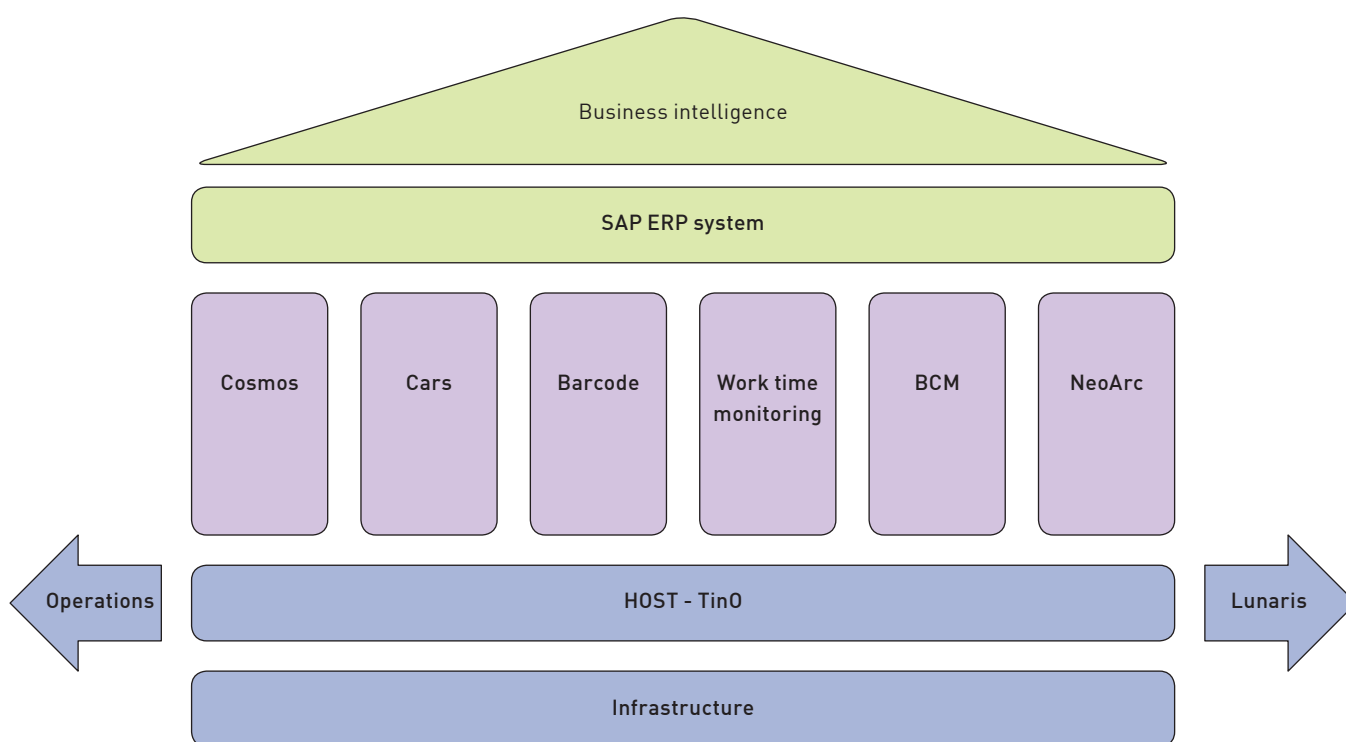 Business intelligence
SAP ERP system
Cosmos
Cars
Barcode
Work time
monitoring
BCM
NeoArc
Operations
HOST - TinO
Lunaris
Infrastructure